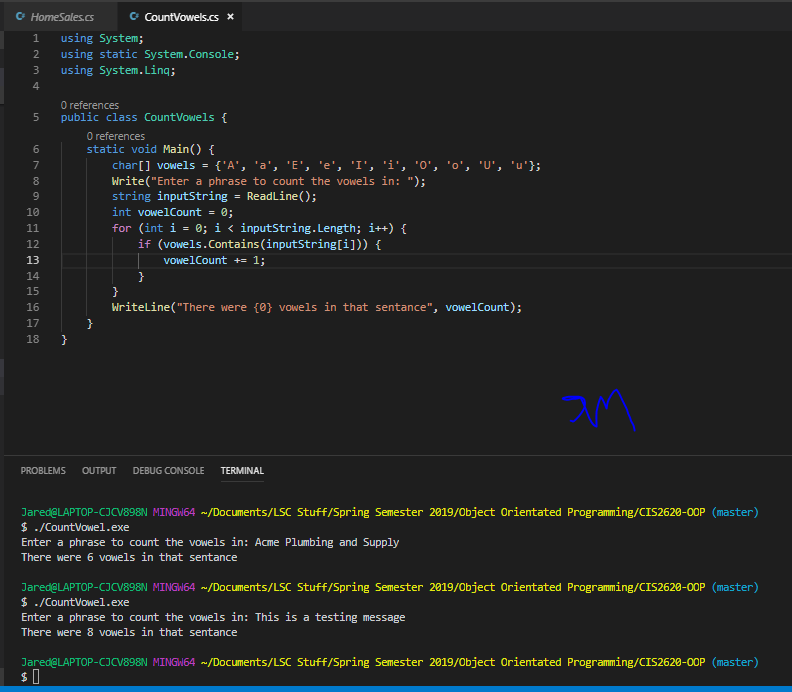 HomeSales.cs CountVowels.cs ×
1 using System;
2 using static System.Console;
3 using System.Linq;
4
0 references
5 public class CountVowels {
0 references
6 static void Main() {
7 char[] vowels = {'A', 'a', 'E', 'e', 'I', 'i', 'O', 'o', 'U', 'u'};
8 Write("Enter a phrase to count the vowels in: ");
9 string inputString = ReadLine();
10 int vowelCount = 0;
11 for (int i = 0; i < inputString.Length; i++) {
12 if (vowels.Contains(inputString[i])) {
13 vowelCount += 1;
14 }
15 }
16 WriteLine("There were {0} vowels in that sentance", vowelCount);
17 }
18 }
PROBLEMS OUTPUT DEBUG CONSOLE TERMINAL
Jared@LAPTOP-CJCV898N MINGW64 ~/Documents/LSC Stuff/Spring Semester 2019/Object Orientated Programming/CIS2620-OOP (master)
$ ./CountVowel.exe
Enter a phrase to count the vowels in: Acme Plumbing and Supply
There were 6 vowels in that sentance
Jared@LAPTOP-CJCV898N MINGW64 ~/Documents/LSC Stuff/Spring Semester 2019/Object Orientated Programming/CIS2620-OOP (master)
$ ./CountVowel.exe
Enter a phrase to count the vowels in: This is a testing message
There were 8 vowels in that sentance
Jared@LAPTOP-CJCV898N MINGW64 ~/Documents/LSC Stuff/Spring Semester 2019/Object Orientated Programming/CIS2620-OOP (master)
$